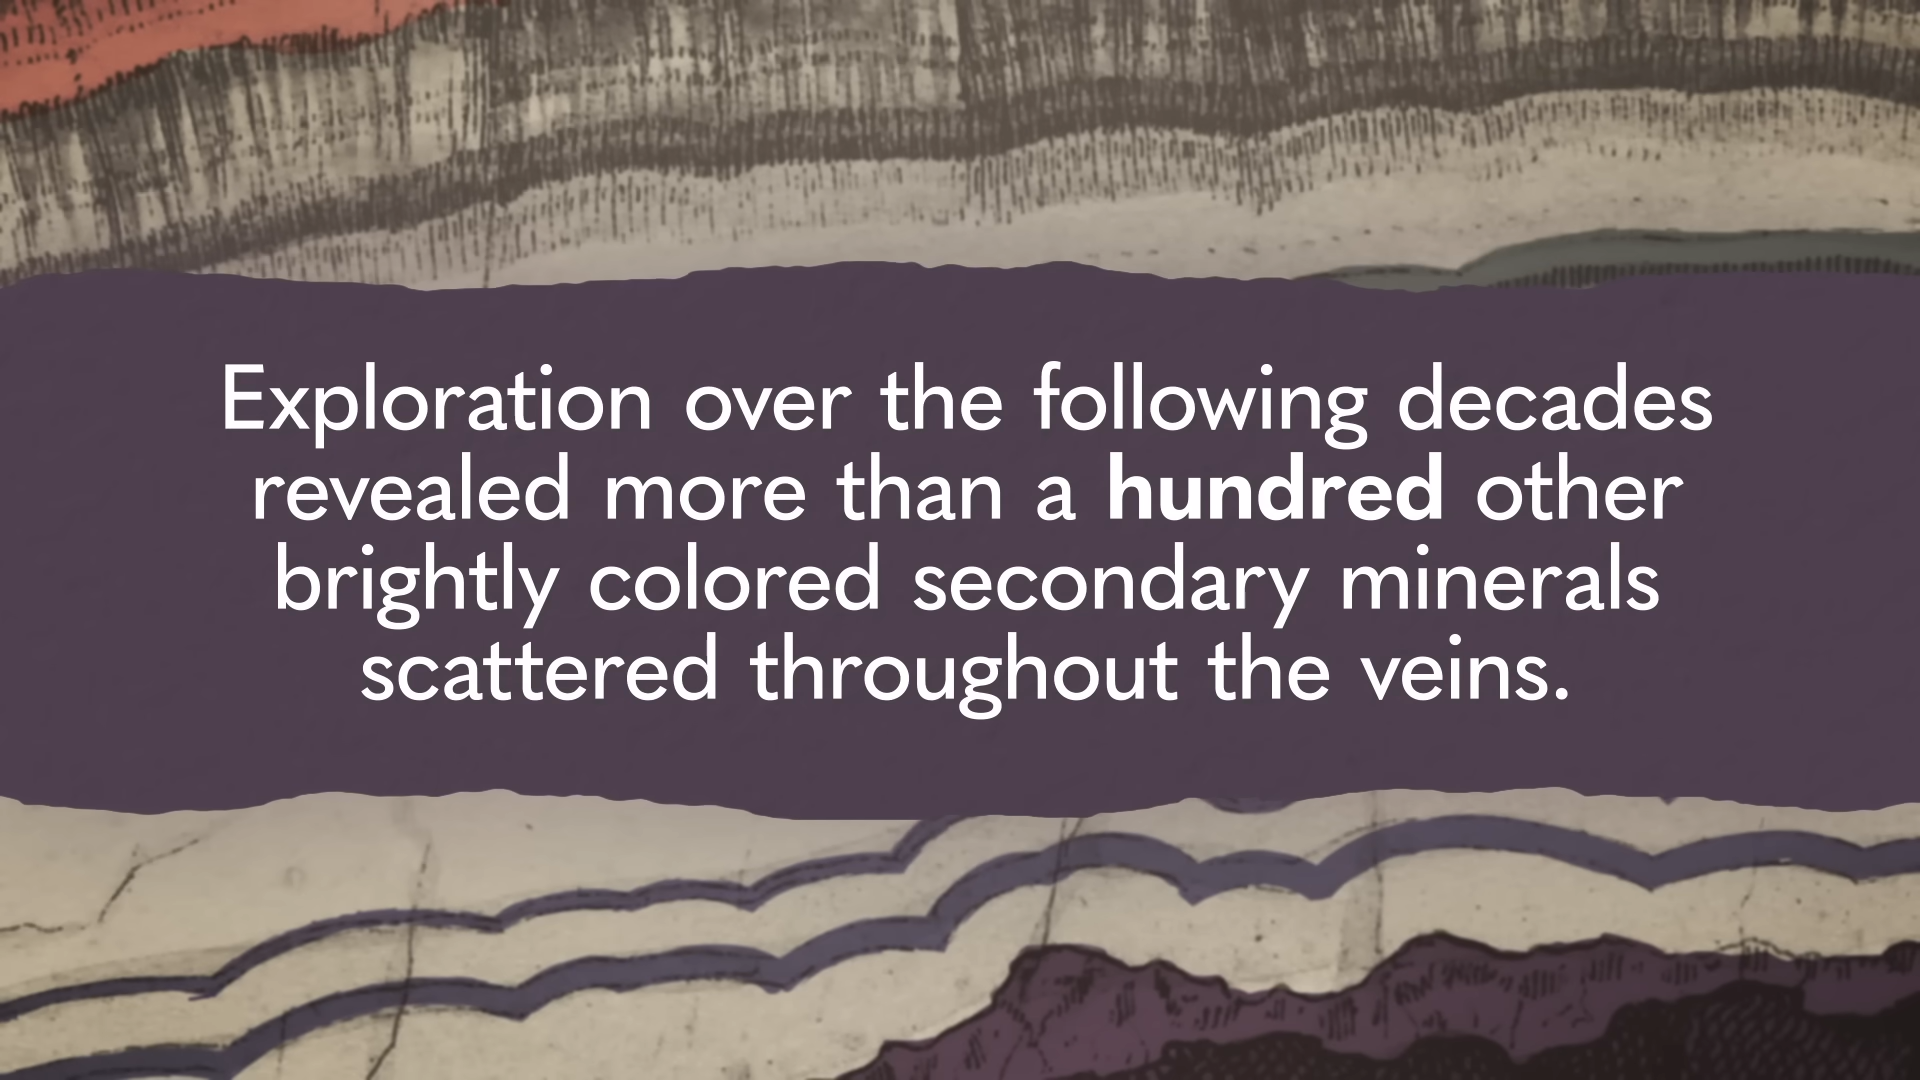 Exploration over the following decades
revealed more than a hundred other
brightly colored secondary minerals
scattered throughout the veins.